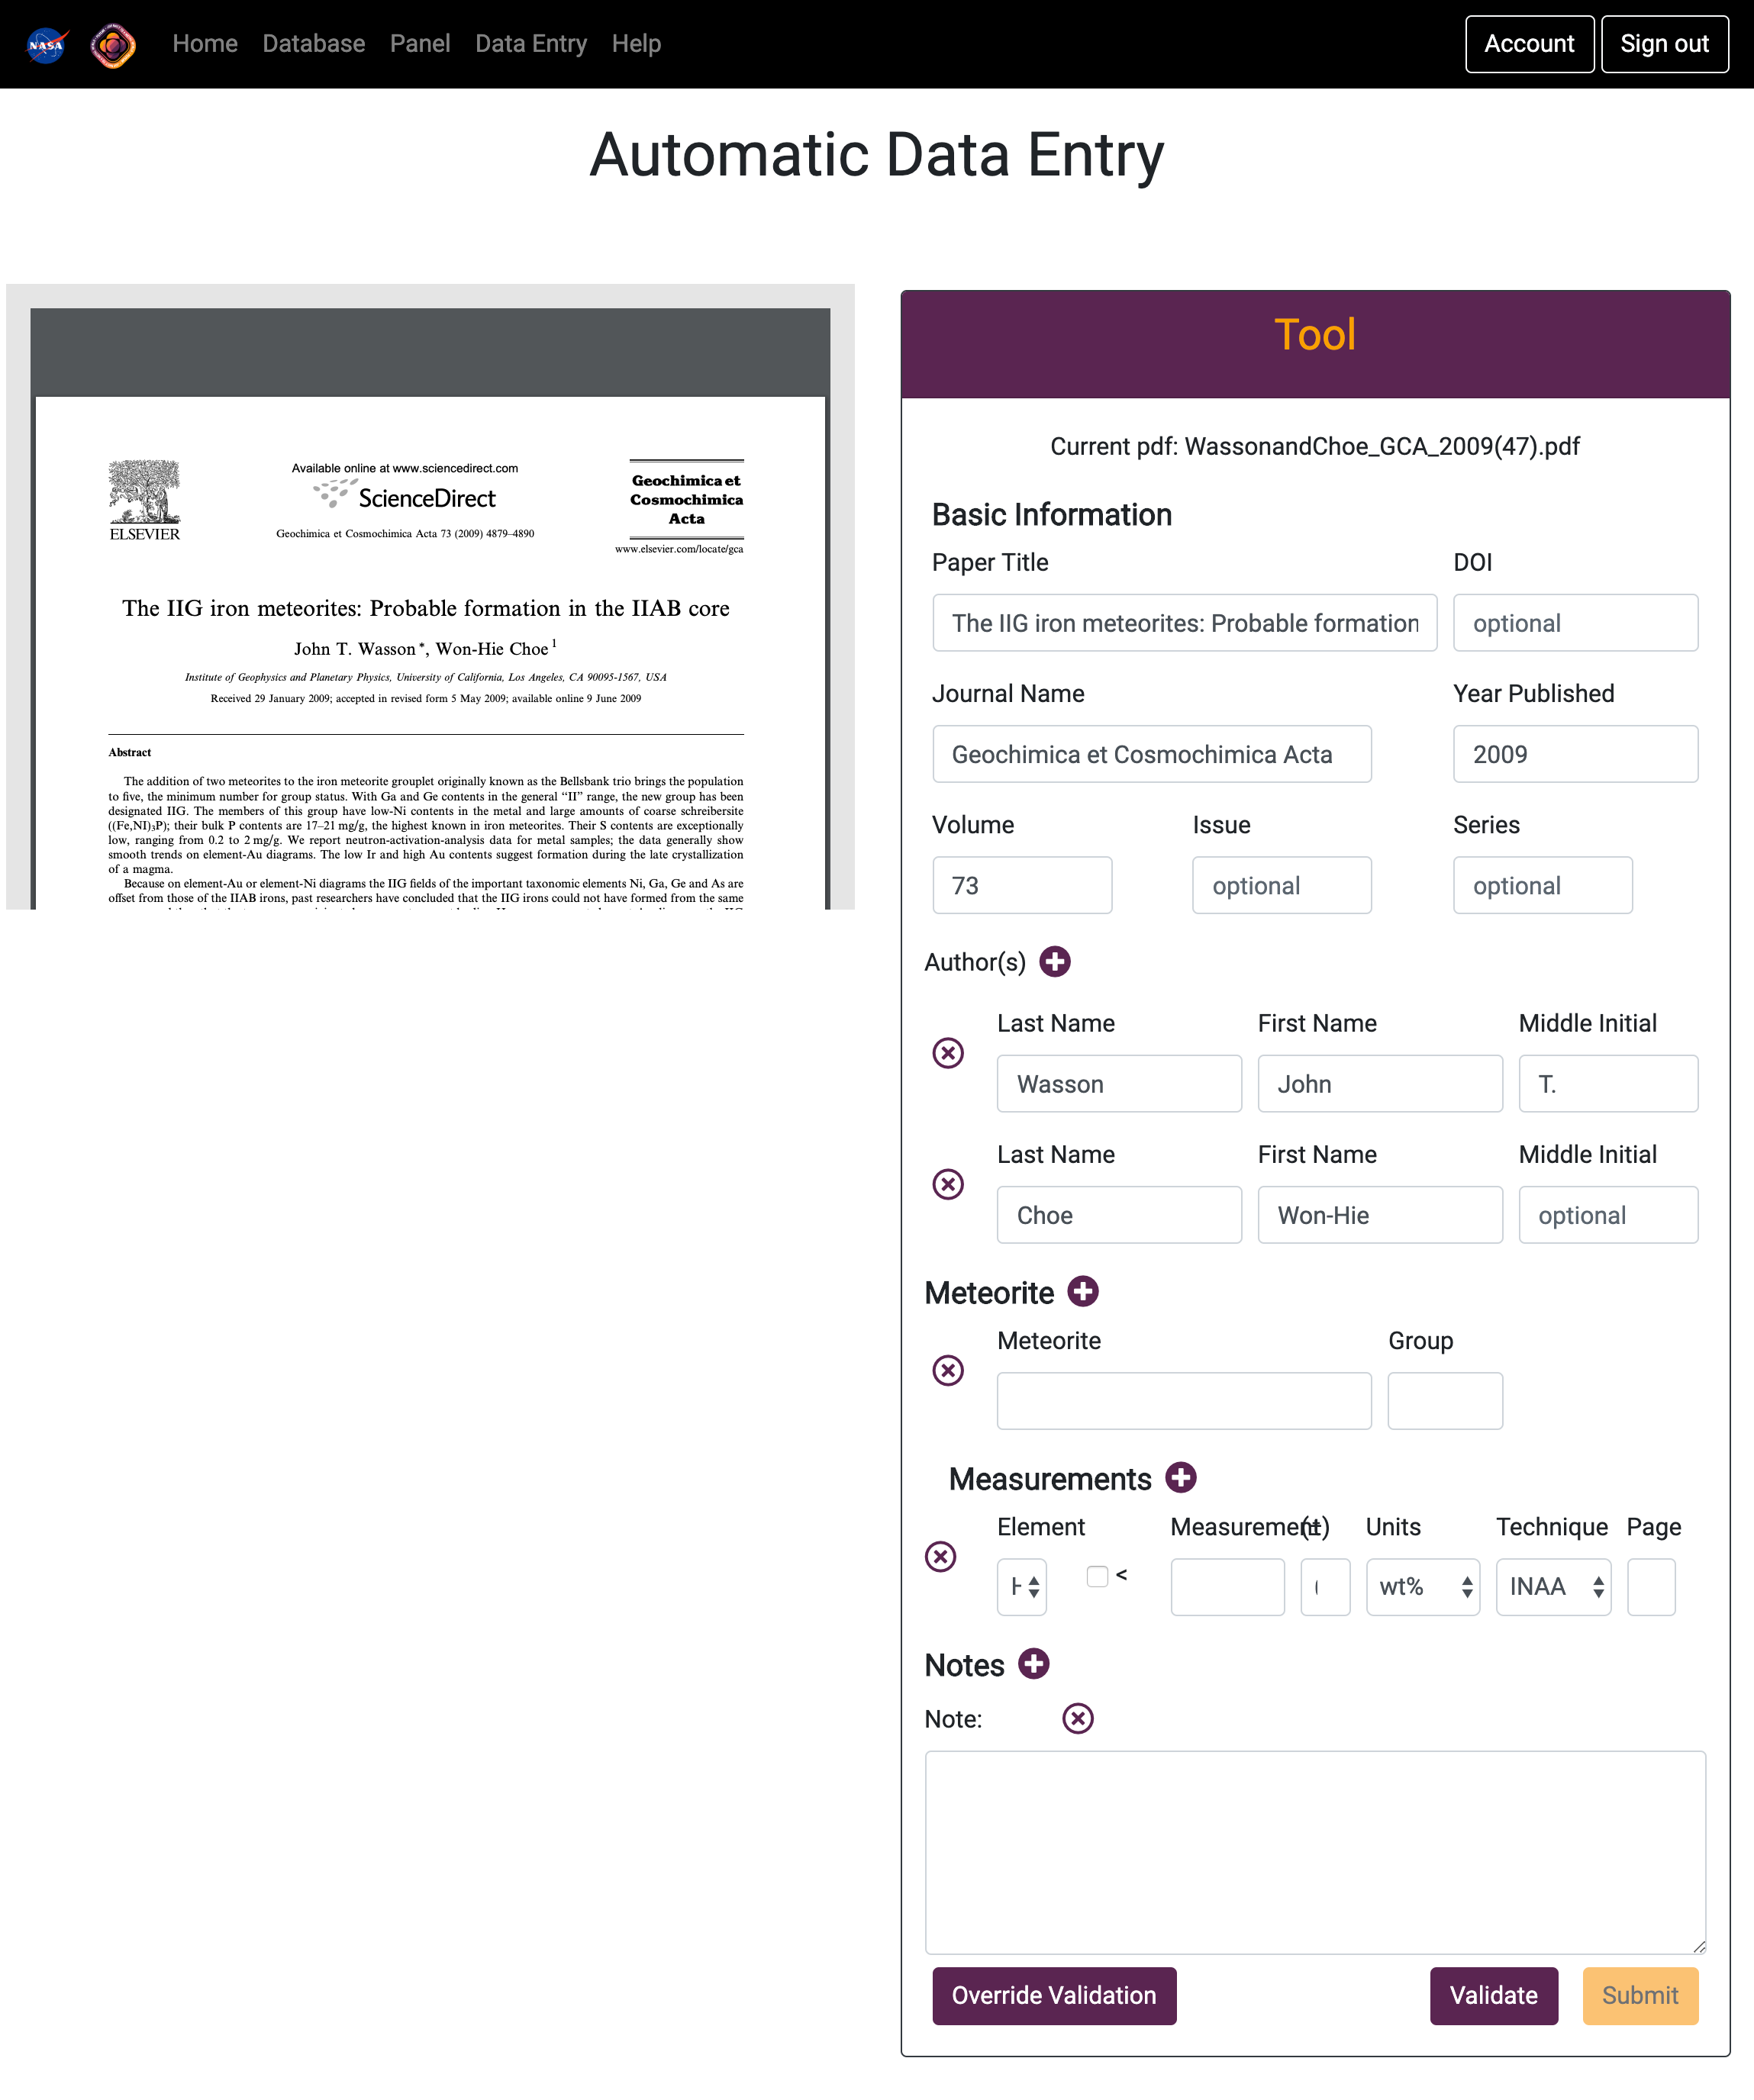 NASA Home Database Panel Data Entry Help Account Sign out
Automatic Data Entry
ELSEVIER
Available online at www.sciencedirect.com
ScienceDirect
Geochimica et Cosmochimica Acta 73 (2009) 4879–4890
Geochimica et
Cosmochimica
Acta
www.elsevier.com/locate/gca
The IIG iron meteorites: Probable formation in the IIAB core
John T. Wasson *, Won-Hie Choe 1
Institute of Geophysics and Planetary Physics, University of California, Los Angeles, CA 90095-1567, USA
Received 29 January 2009; accepted in revised form 5 May 2009; available online 9 June 2009
Abstract
The addition of two meteorites to the iron meteorite grouplet originally known as the Bellsbank trio brings the population
to five, the minimum number for group status. With Ga and Ge contents in the general “II” range, the new group has been
designated IIG. The members of this group have low-Ni contents in the metal and large amounts of coarse schreibersite
((Fe,NI)3P); their bulk P contents are 17–21 mg/g, the highest known in iron meteorites. Their S contents are exceptionally
low, ranging from 0.2 to 2 mg/g. We report neutron-activation-analysis data for metal samples; the data generally show
smooth trends on element-Au diagrams. The low Ir and high Au contents suggest formation during the late crystallization
of a magma.
Because on element-Au or element-Ni diagrams the IIG fields of the important taxonomic elements Ni, Ga, Ge and As are
offset from those of the IIAB irons, past researchers have concluded that the IIG irons could not have formed from the same
Tool
Current pdf: WassonandChoe_GCA_2009(47).pdf
Basic Information
Paper Title DOI
The IIG iron meteorites: Probable formation optional
Journal Name Year Published
Geochimica et Cosmochimica Acta 2009
Volume Issue Series
73 optional optional
Author(s)
Last Name First Name Middle Initial
Wasson John T.
Last Name First Name Middle Initial
Choe Won-Hie optional
Meteorite
Meteorite Group
Measurements
Element Measurement (±) Units Technique Page
< wt% INAA
Notes
Note:
Override Validation Validate Submit